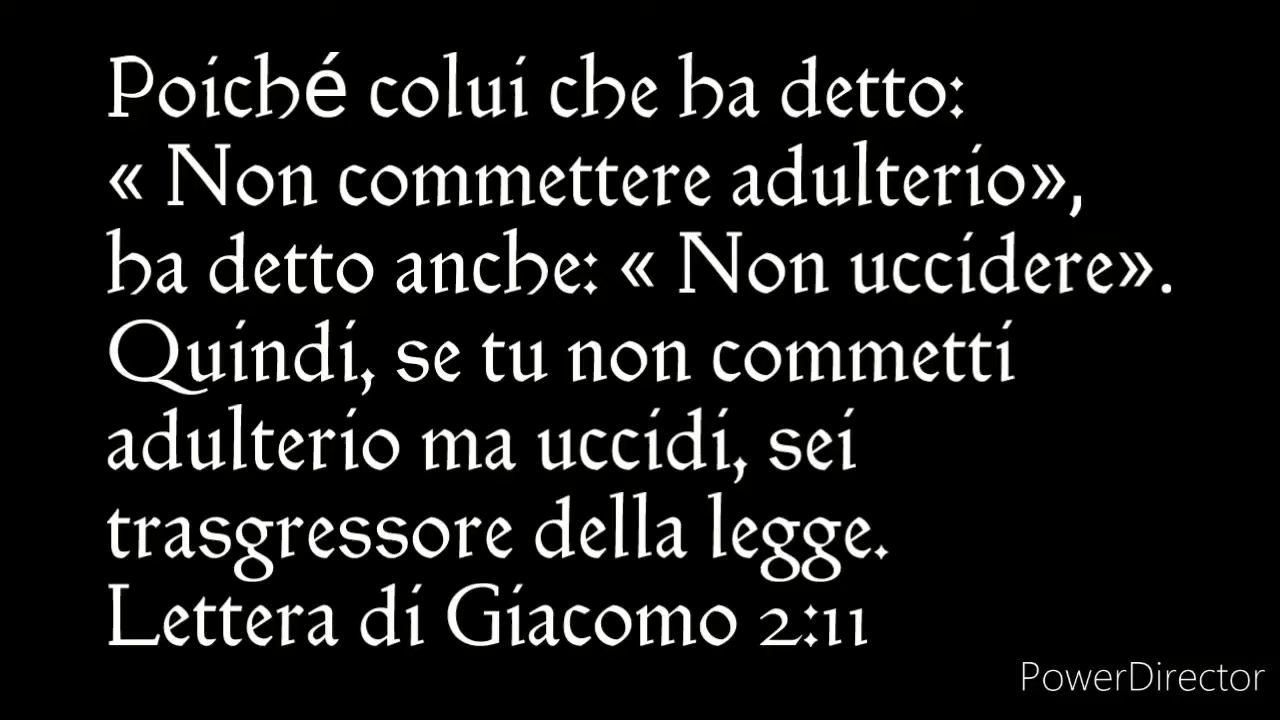 Poiché colui che ha detto:
« Non commettere adulterio»,
ha detto anche: « Non uccidere».
Quindi, se tu non commetti
adulterio ma uccidi, sei
trasgressore della legge.
Lettera di Giacomo 2:11
PowerDirector